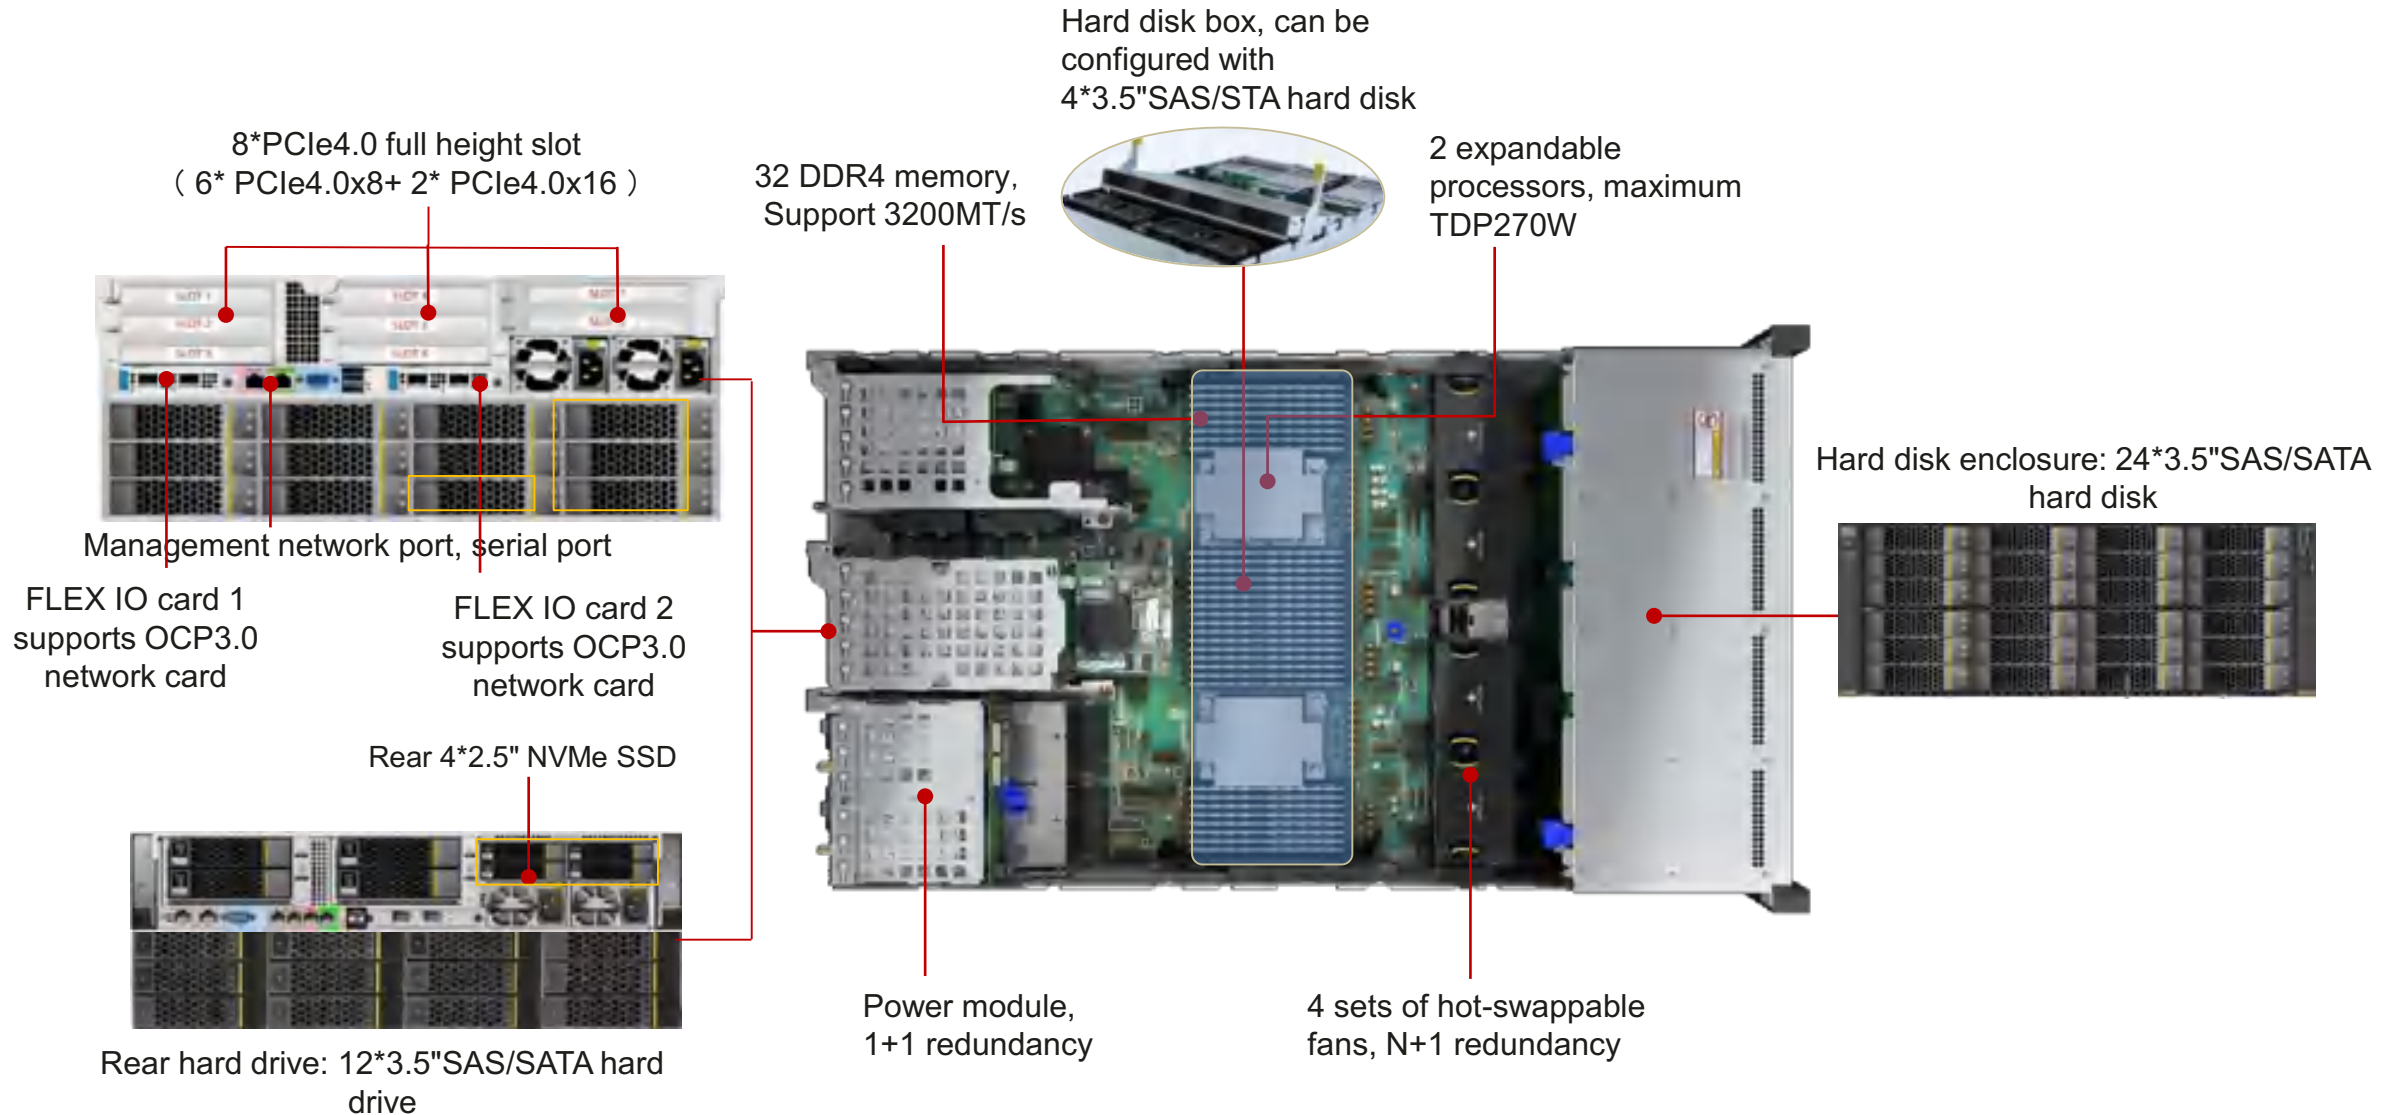 Hard disk box, can be
configured with
4*3.5"SAS/STA hard disk
8*PCIe4.0 full height slot
（ 6* PCIe4.0x8+ 2* PCIe4.0x16 ）
32 DDR4 memory,
Support 3200MT/s
2 expandable
processors, maximum
TDP270W
SLOT 1
SLOT 2
Hard disk enclosure: 24*3.5"SAS/SATA
hard disk
Management network port, serial port
FLEX IO card 1
supports OCP3.0
network card
FLEX IO card 2
supports OCP3.0
network card
Rear 4*2.5" NVMe SSD
Power module,
1+1 redundancy
4 sets of hot-swappable
fans, N+1 redundancy
Rear hard drive: 12*3.5"SAS/SATA hard
drive